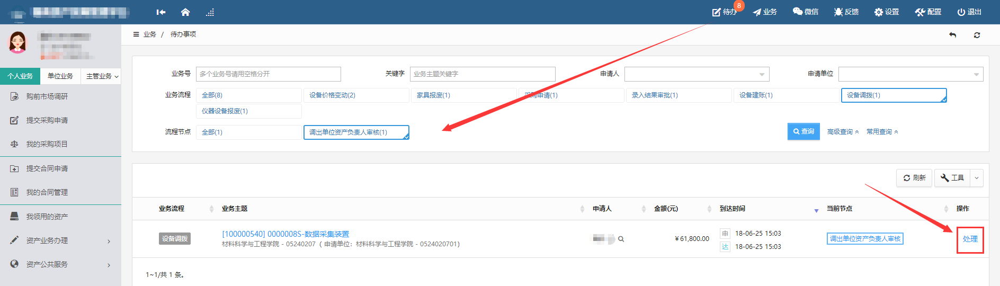 待办 8 业务 微信 反馈 设置 配置 退出
业务 / 待办事项
个人业务 单位业务 主管业务
购前市场调研
提交采购申请
我的采购项目
提交合同申请
我的合同管理
我领用的资产
资产业务办理
资产公共服务
业务号 多个业务号请用空格分开 关键字 业务主题关键字 申请人 申请单位
业务流程 全部(8) 设备价格变动(2) 家具报废(1) 采购申请(1) 录入结果审批(1) 设备建账(1) 设备调拨(1)
仪器设备报废(1)
流程节点 全部(1) 调出单位资产负责人审核(1) 查询 高级查询 常用查询
刷新 工具
业务流程 业务主题 申请人 金额(元) 到达时间 当前节点 操作
设备调拨 [100000540] 0000008S-数据采集装置 ¥61,800.00 申 18-06-25 15:03 调出单位资产负责人审核 处理
材料科学与工程学院 - 05240207 ( 申请单位: 材料科学与工程学院 - 0524020701) 达 18-06-25 15:03
1~1/共 1 条。